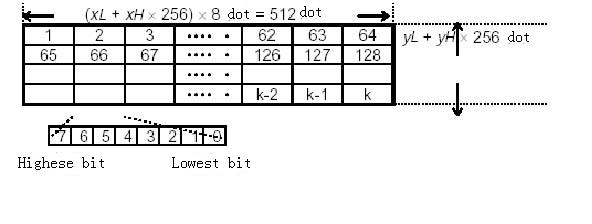 (xL + xH × 256) × 8 dot = 512 dot
1 2 3 ···· · 62 63 64
yL + yH × 256 dot
65 66 67 ···· · 126 127 128
···· ·
···· · k-2 k-1 k
7 6 5 4 3 2 1 0
Highese bit Lowest bit